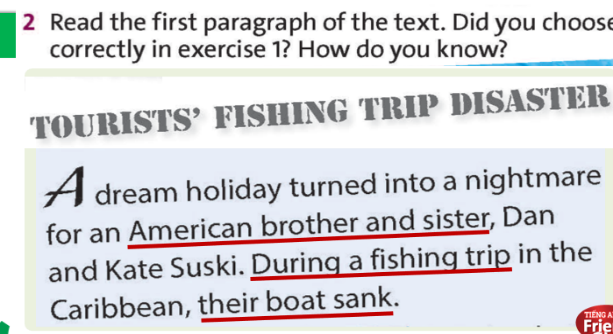 2 Read the first paragraph of the text. Did you choose
correctly in exercise 1? How do you know?
TOURISTS' FISHING TRIP DISASTER
A dream holiday turned into a nightmare
for an American brother and sister, Dan
and Kate Suski. During a fishing trip in the
Caribbean, their boat sank.
TIẾNG A
Frie